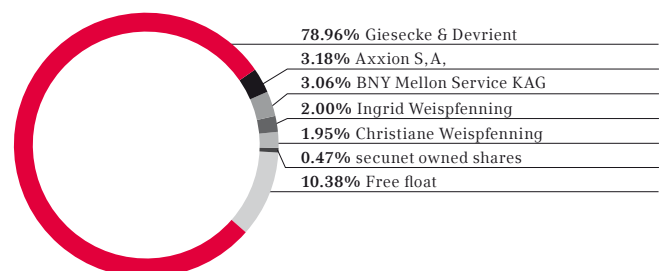 78.96% Giesecke & Devrient
3.18% Axxion S,A,
3.06% BNY Mellon Service KAG
2.00% Ingrid Weispfenning
1.95% Christiane Weispfenning
0.47% secunet owned shares
10.38% Free float